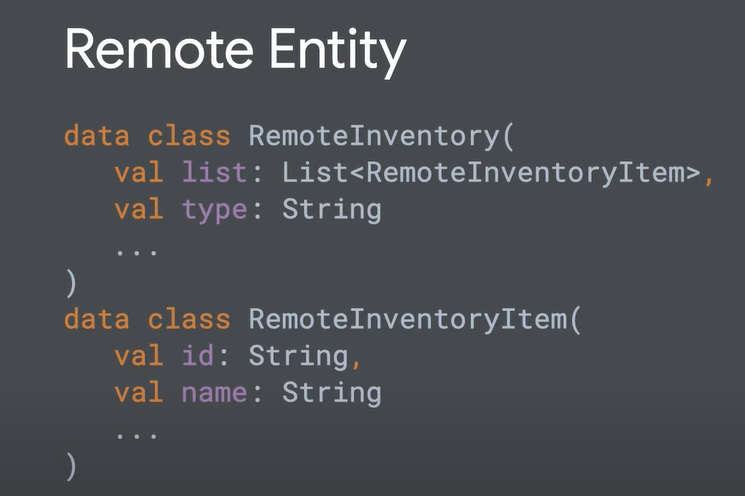 Remote Entity
data class RemoteInventory(
val list: List<RemoteInventoryItem>,
val type: String
...
)
data class RemoteInventoryItem(
val id: String,
val name: String
...
)